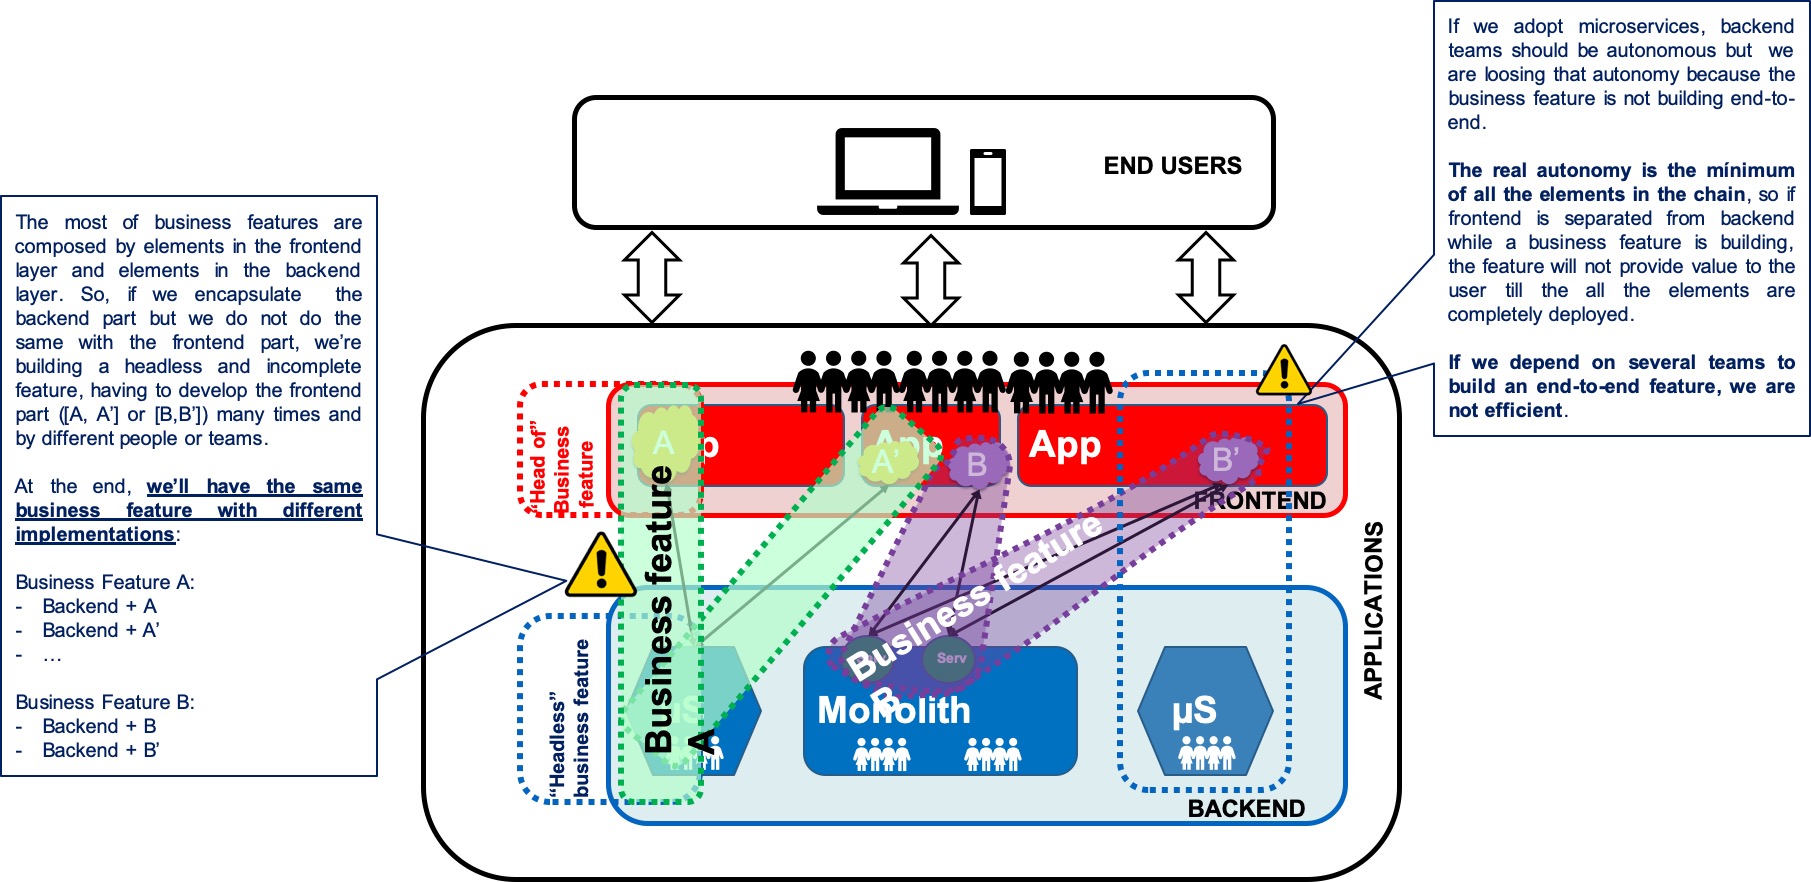 If we adopt microservices, backend
teams should be autonomous but we
are loosing that autonomy because the
business feature is not building end-to-
end.
The real autonomy is the mínimum
of all the elements in the chain, so if
frontend is separated from backend
while a business feature is building,
the feature will not provide value to the
user till the all the elements are
completely deployed.
If we depend on several teams to
build an end-to-end feature, we are
not efficient.
END USERS
The most of business features are
composed by elements in the frontend
layer and elements in the backend
layer. So, if we encapsulate the
backend part but we do not do the
same with the frontend part, we’re
building a headless and incomplete
feature, having to develop the frontend
part ([A, A’] or [B,B’]) many times and
by different people or teams.
At the end, we’ll have the same
business feature with different
implementations:
Business Feature A:
- Backend + A
- Backend + A’
- …
Business Feature B:
- Backend + B
- Backend + B’
“Head of”
Business
feature
A
A’
App
B
App
B’
FRONTEND
APPLICATIONS
Business feature
A
Business feature
B
“Headless”
business feature
µS
Serv
Monolith
µS
BACKEND